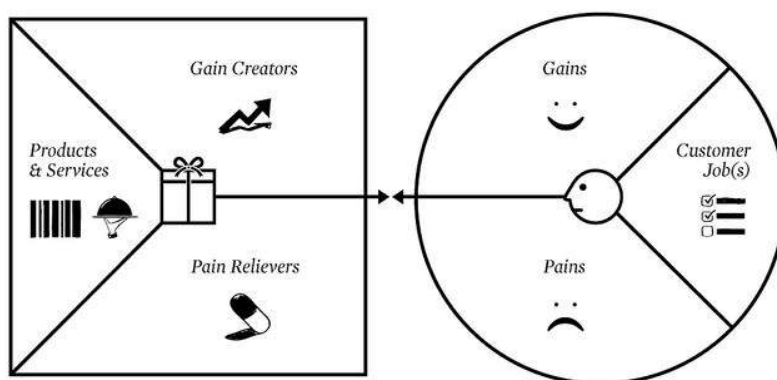 Gain Creators
Products
& Services
Pain Relievers
Gains
Customer
Job(s)
Pains